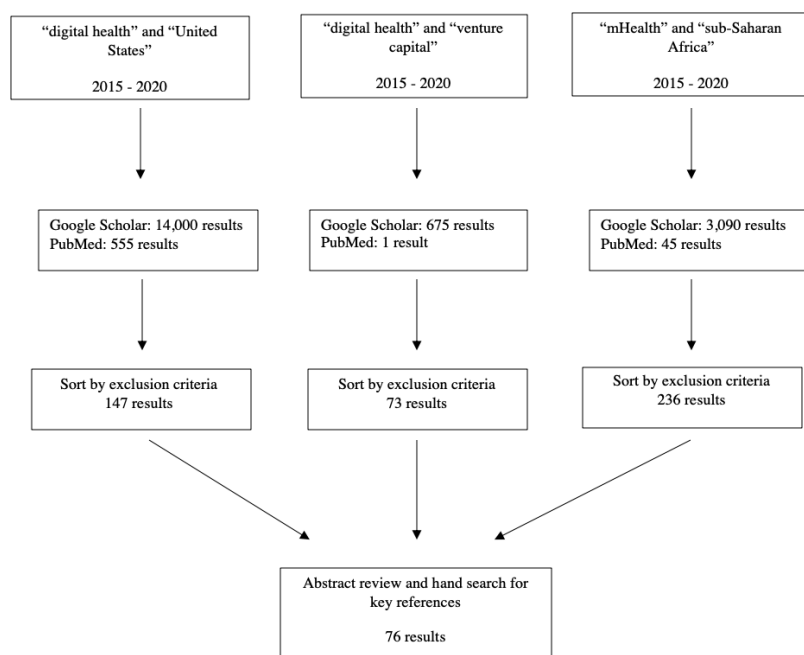 “digital health” and “United
States”
2015 - 2020
“digital health” and “venture
capital”
2015 - 2020
“mHealth” and “sub-Saharan
Africa”
2015 - 2020
Google Scholar: 14,000 results
PubMed: 555 results
Google Scholar: 675 results
PubMed: 1 result
Google Scholar: 3,090 results
PubMed: 45 results
Sort by exclusion criteria
147 results
Sort by exclusion criteria
73 results
Sort by exclusion criteria
236 results
Abstract review and hand search for
key references
76 results